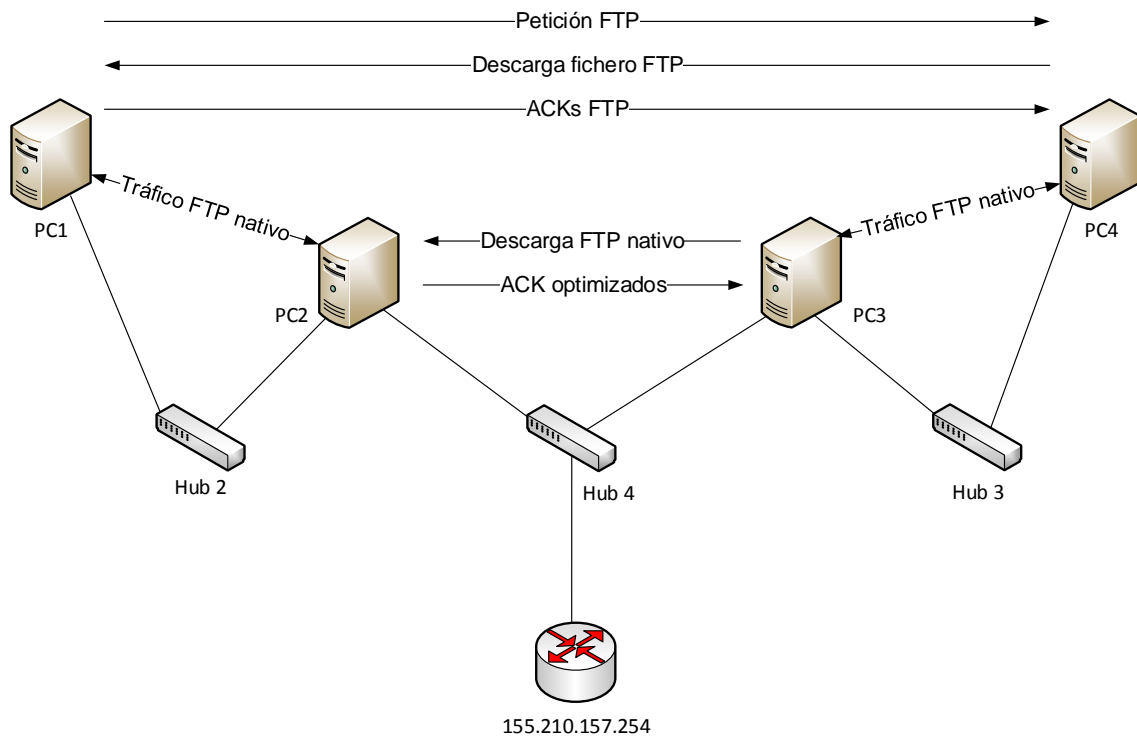 Petición FTP
Descarga fichero FTP
ACKs FTP
Tráfico FTP nativo
Tráfico FTP nativo
PC1
PC4
Descarga FTP nativo
ACK optimizados
PC2
PC3
Hub 2
Hub 4
Hub 3
155.210.157.254